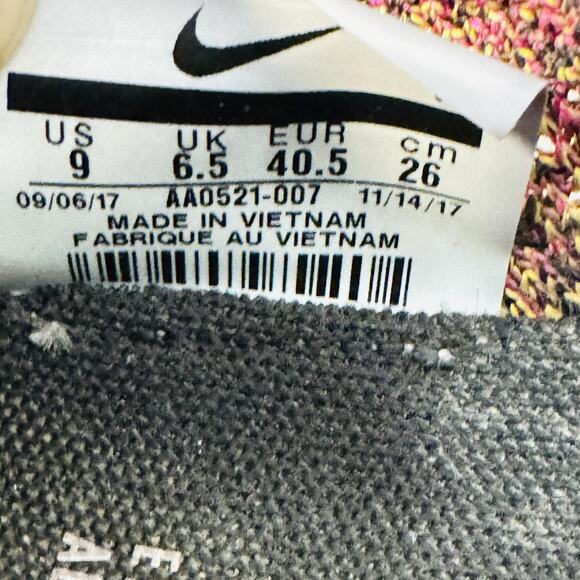 US UK EUR cm
9 6.5 40.5 26
09/06/17 AA0521-007 11/14/17
MADE IN VIETNAM
FABRIQUE AU VIETNAM